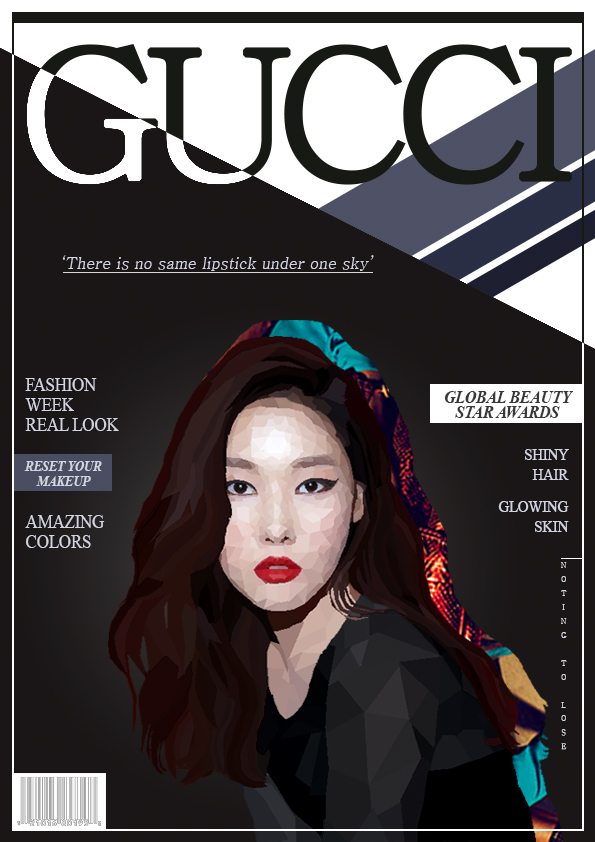 GUCCI
‘There is no same lipstick under one sky’
FASHION
WEEK
REAL LOOK
RESET YOUR
MAKEUP
AMAZING
COLORS
GLOBAL BEAUTY
STAR AWARDS
SHINY
HAIR
GLOWING
SKIN
NOTING TO LOSE